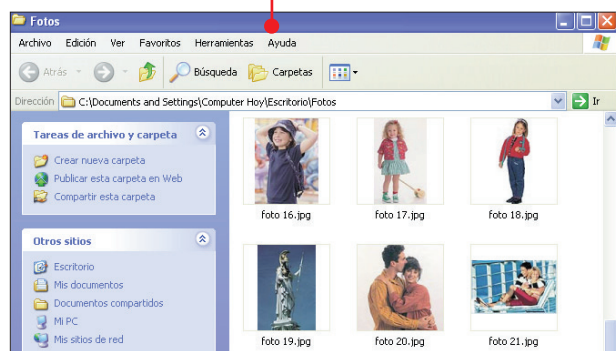 Fotos
Archivo Edición Ver Favoritos Herramientas Ayuda
Atrás Búsqueda Carpetas
Dirección C:\Documents and Settings\Computer Hoy\Escritorio\Fotos Ir
Tareas de archivo y carpeta
Crear nueva carpeta
Publicar esta carpeta en Web
Compartir esta carpeta
foto 16.jpg foto 17.jpg foto 18.jpg
Otros sitios
Escritorio
Mis documentos
Documentos compartidos
Mi PC
Mis sitios de red
foto 19.jpg foto 20.jpg foto 21.jpg